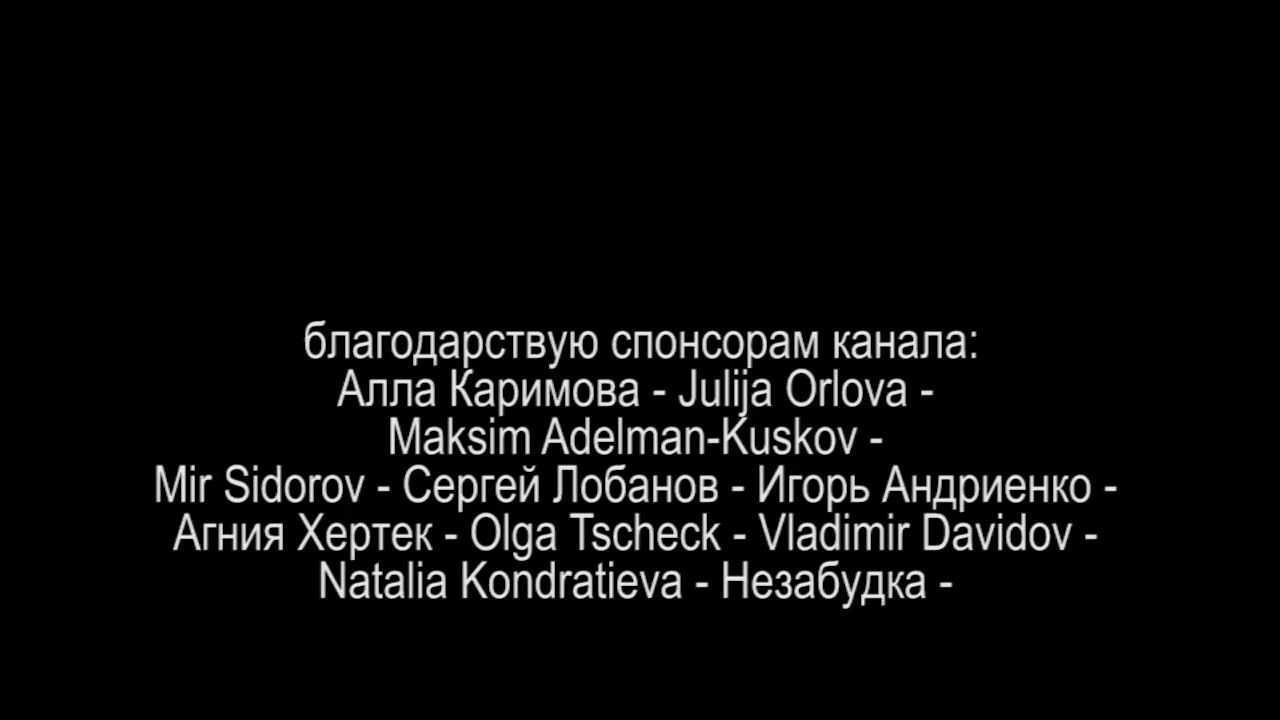 благодарствую спонсорам канала:
Алла Каримова - Julija Orlova -
Maksim Adelman-Kuskov -
Mir Sidorov - Сергей Лобанов - Игорь Андриенко -
Агния Хертек - Olga Tscheck - Vladimir Davidov -
Natalia Kondratieva - Незабудка -